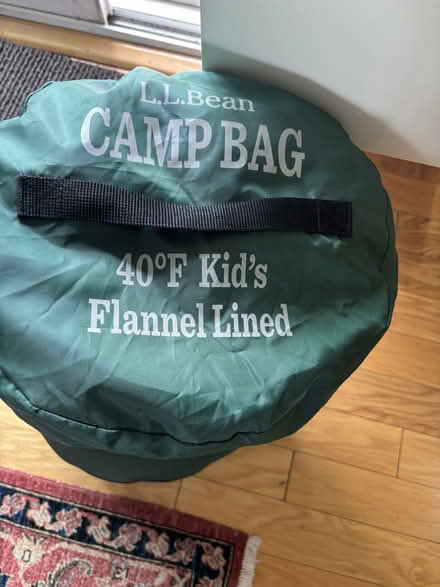 L.L.Bean
CAMP BAG
40°F Kid's
Flannel Lined